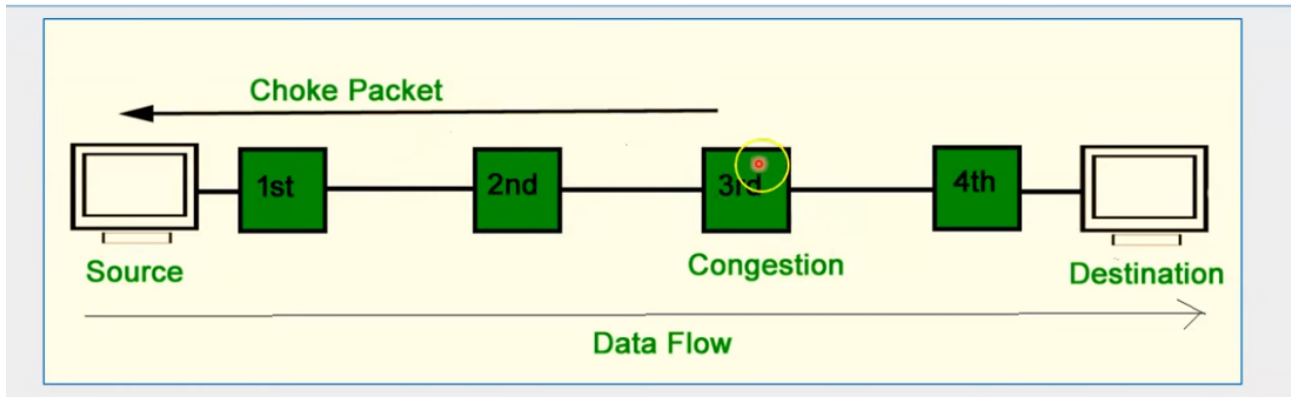 Choke Packet
1st
2nd
3rd
4th
Source
Congestion
Destination
Data Flow